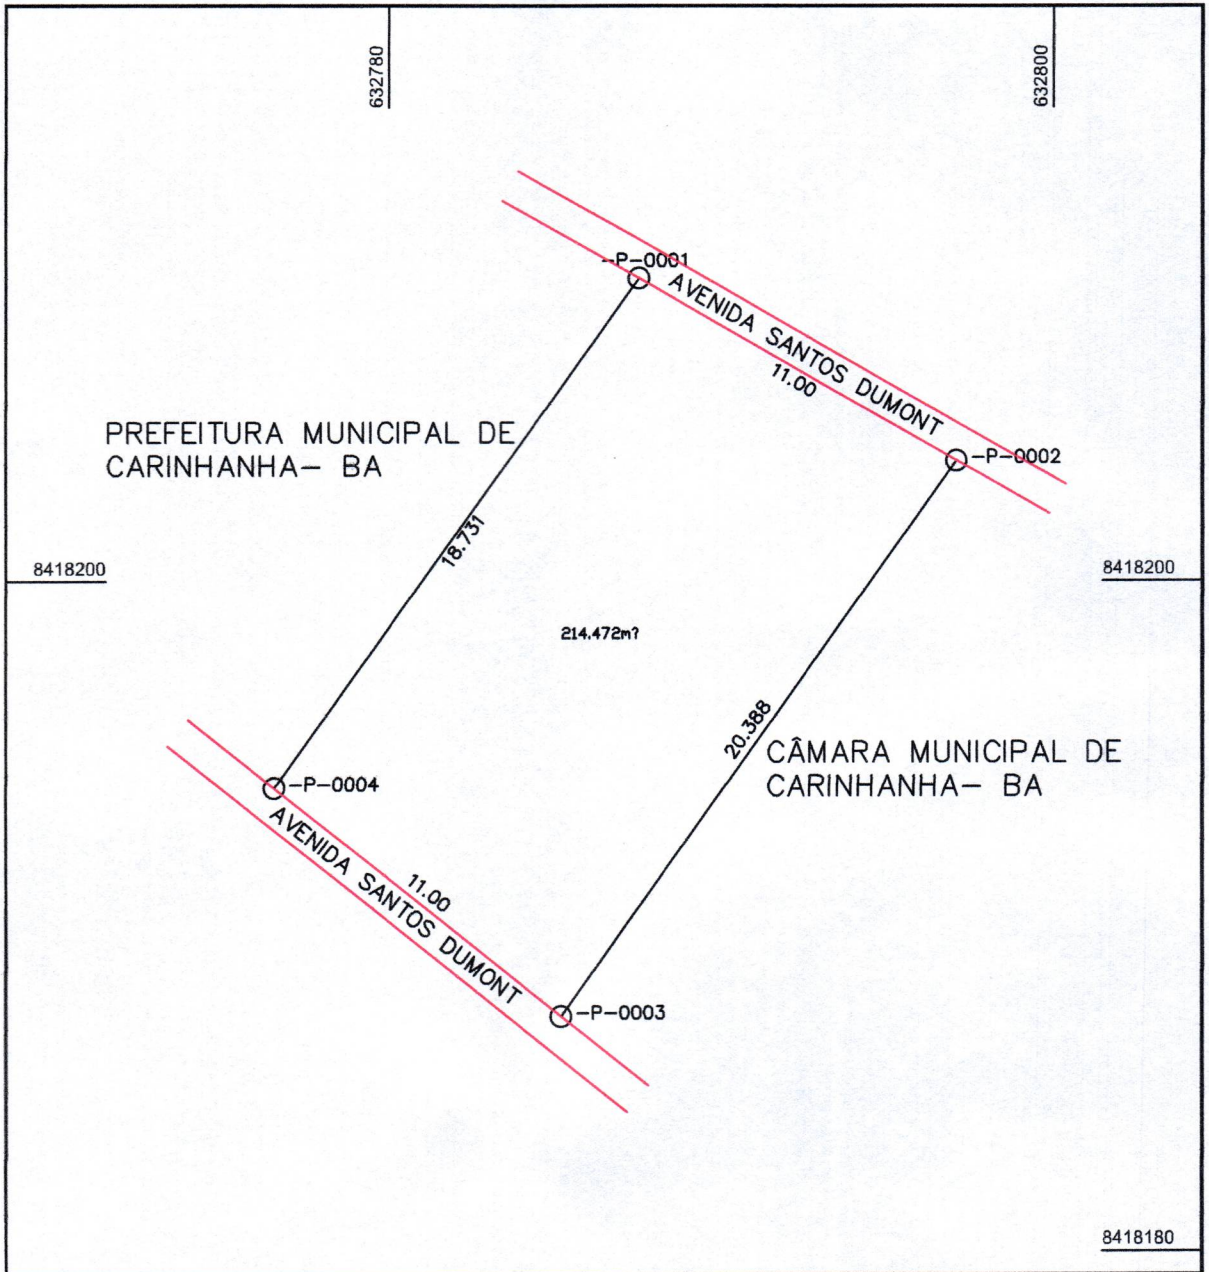 632780
632800
--P-0001
AVENIDA SANTOS DUMONT
11.00
-P-0002
PREFEITURA MUNICIPAL DE
CARINHANHA- BA
18.731
8418200
8418200
214.472m?
20.388
CÂMARA MUNICIPAL DE
CARINHANHA- BA
-P-0004
11.00
AVENIDA SANTOS DUMONT
-P-0003
8418180